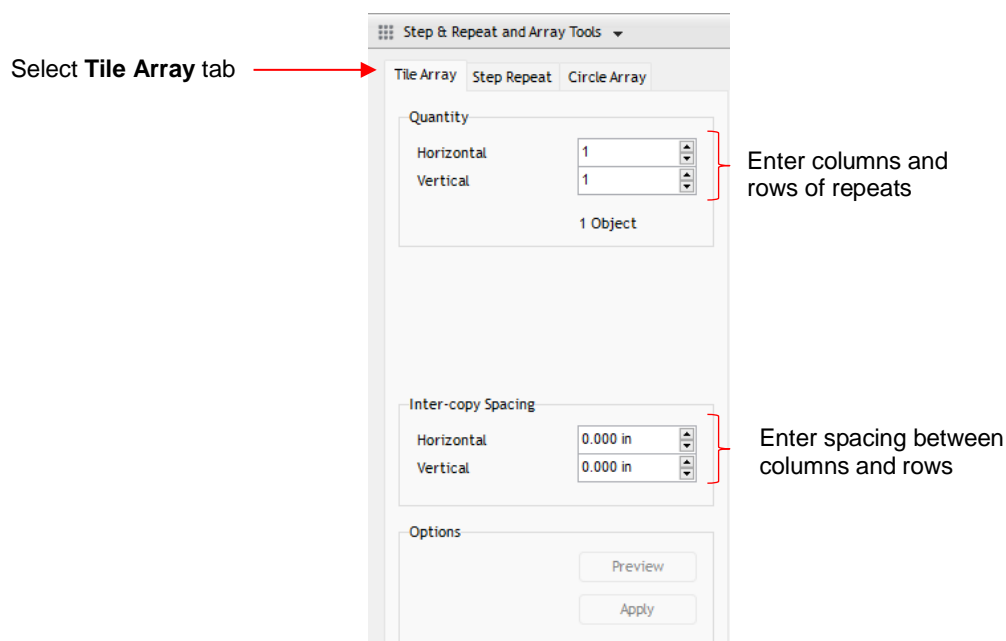 Step & Repeat and Array Tools
Select Tile Array tab
Tile Array Step Repeat Circle Array
Quantity
Horizontal 1
Vertical 1
1 Object
Enter columns and
rows of repeats
Inter-copy Spacing
Horizontal 0.000 in
Vertical 0.000 in
Enter spacing between
columns and rows
Options
Preview
Apply